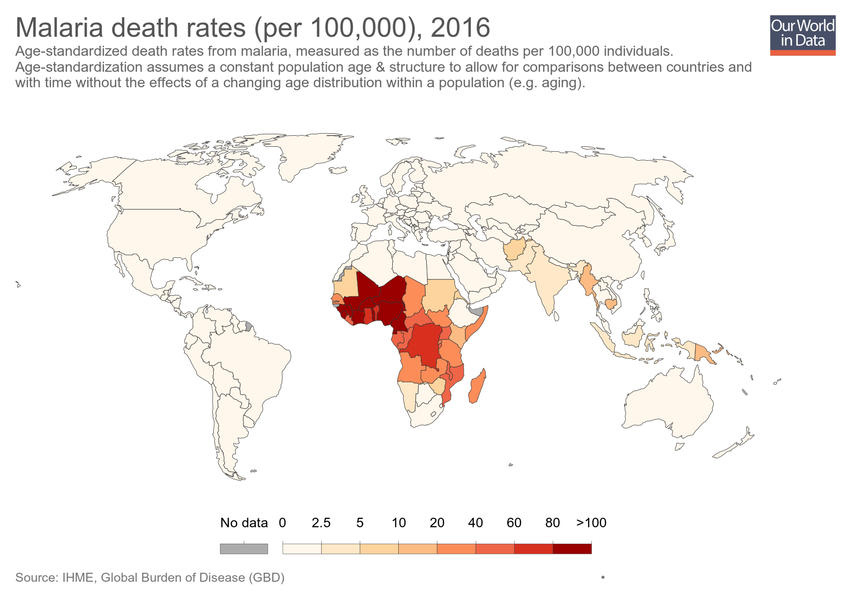 Malaria death rates (per 100,000), 2016
Our World
in Data
Age-standardized death rates from malaria, measured as the number of deaths per 100,000 individuals.
Age-standardization assumes a constant population age & structure to allow for comparisons between countries and
with time without the effects of a changing age distribution within a population (e.g. aging).
No data 0 2.5 5 10 20 40 60 80 >100
Source: IHME, Global Burden of Disease (GBD)